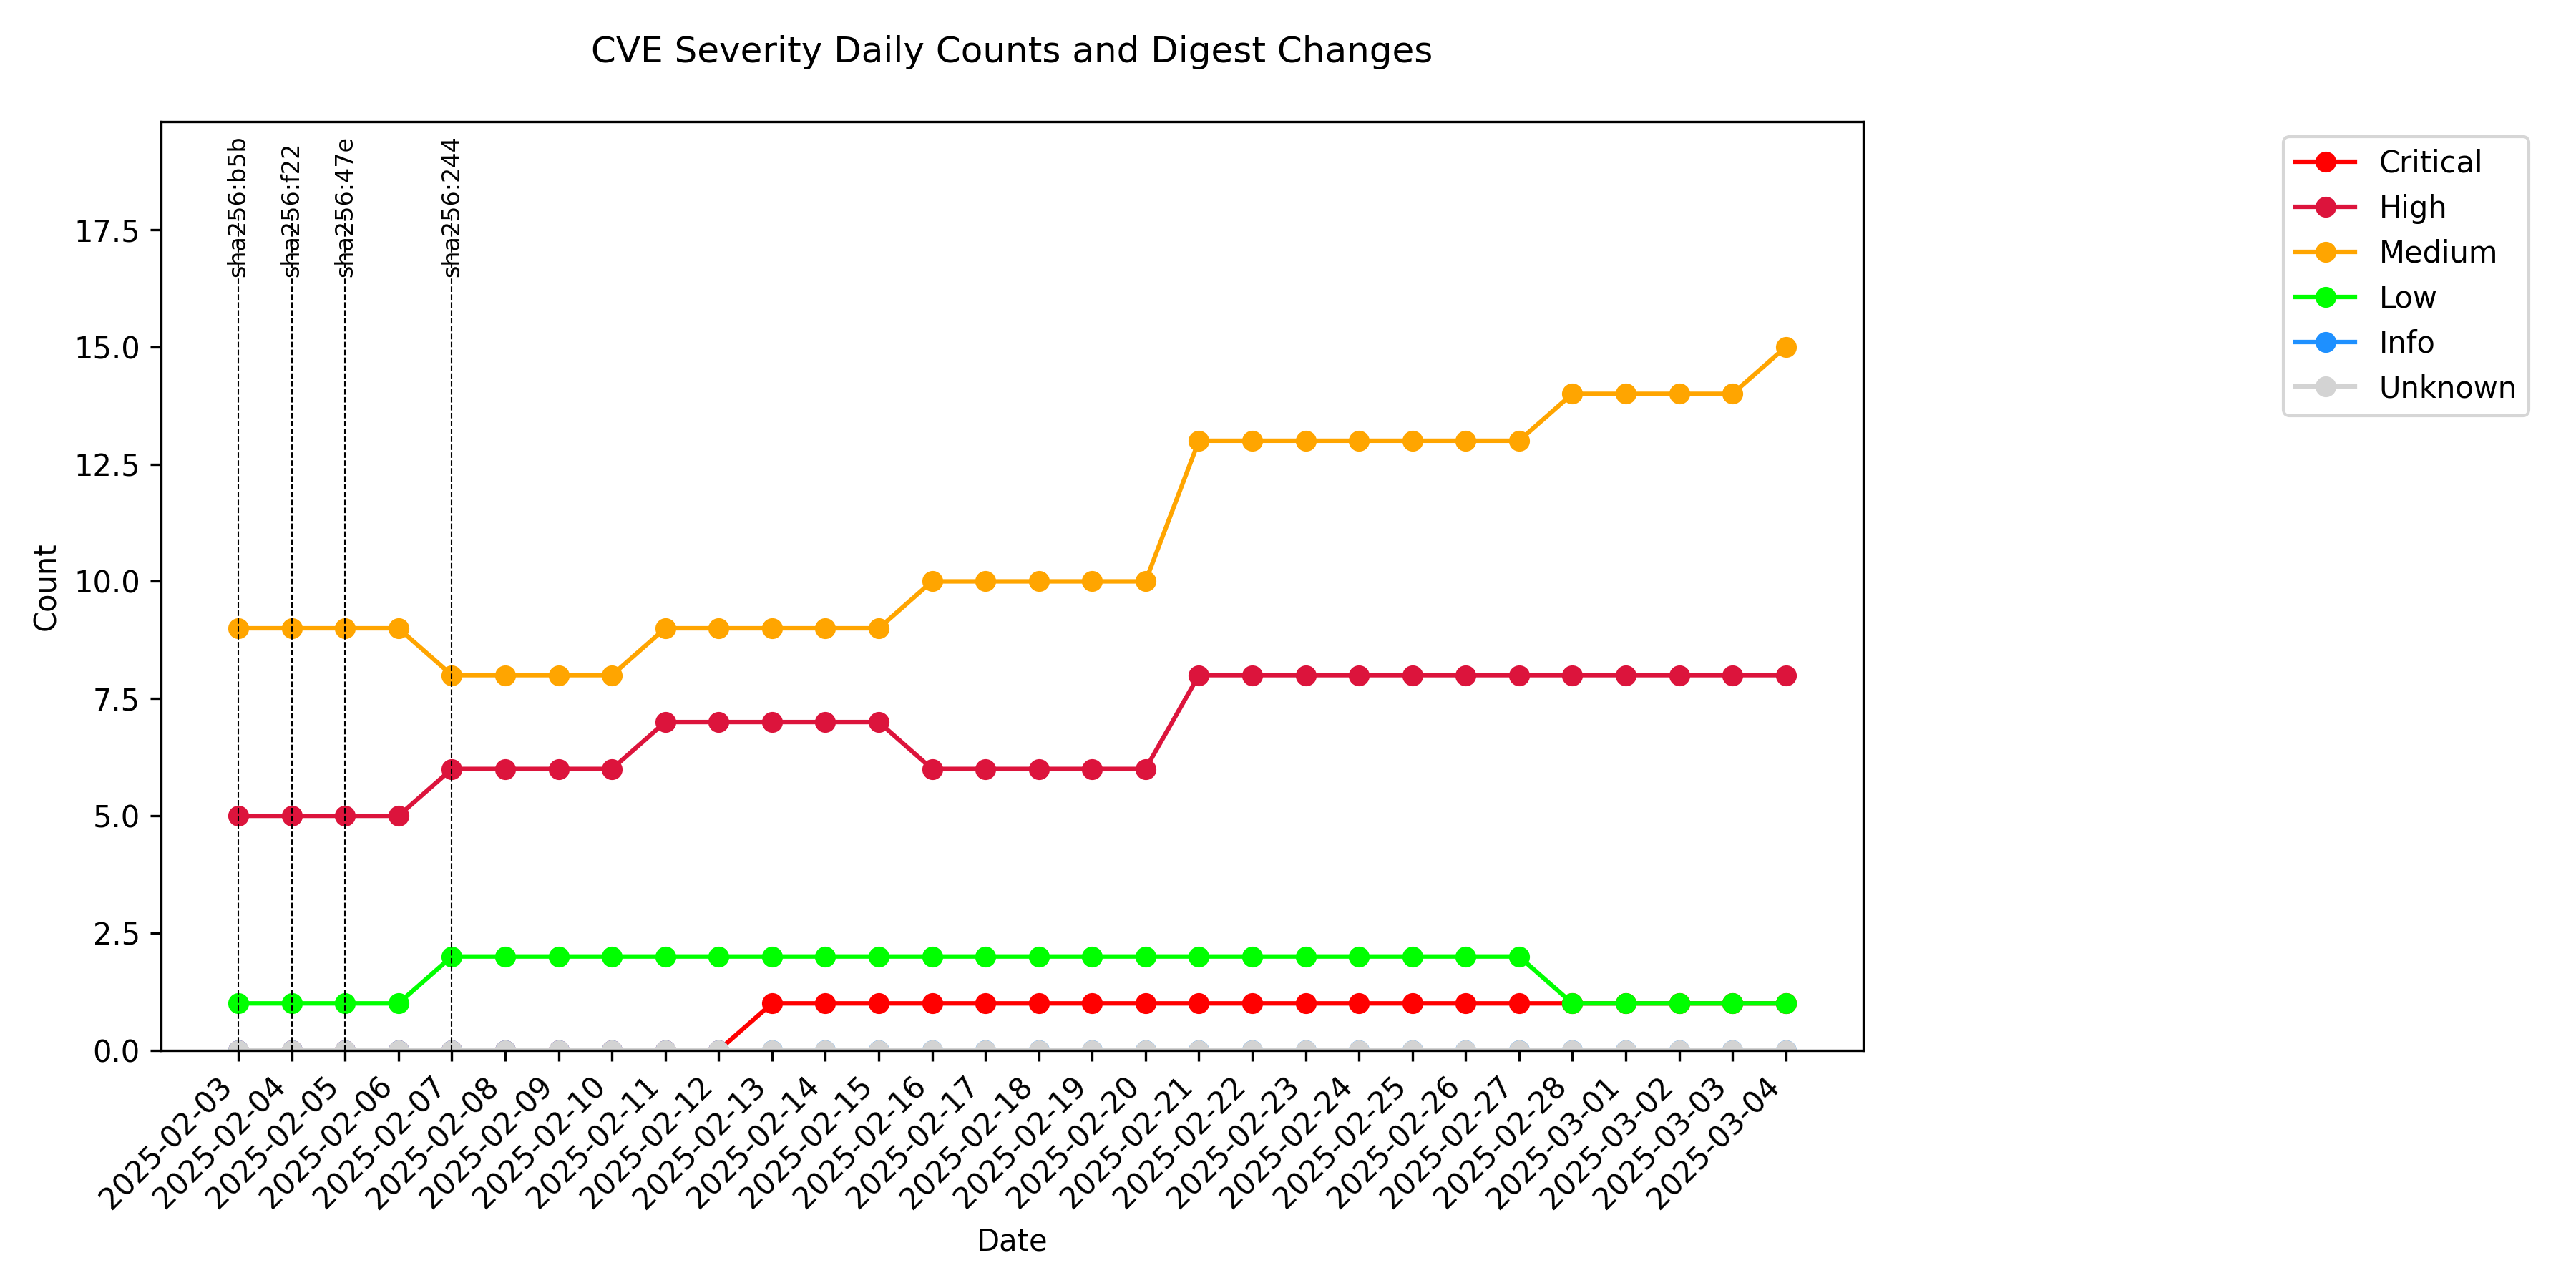 CVE Severity Daily Counts and Digest Changes
sha256:b5b
sha256:f22
sha256:47e
sha256:244
Critical
High
Medium
Low
Info
Unknown
Count
17.5
15.0
12.5
10.0
7.5
5.0
2.5
0.0
2025-02-03
2025-02-04
2025-02-05
2025-02-06
2025-02-07
2025-02-08
2025-02-09
2025-02-10
2025-02-11
2025-02-12
2025-02-13
2025-02-14
2025-02-15
2025-02-16
2025-02-17
2025-02-18
2025-02-19
2025-02-20
2025-02-21
2025-02-22
2025-02-23
2025-02-24
2025-02-25
2025-02-26
2025-02-27
2025-02-28
2025-03-01
2025-03-02
2025-03-03
2025-03-04
Date